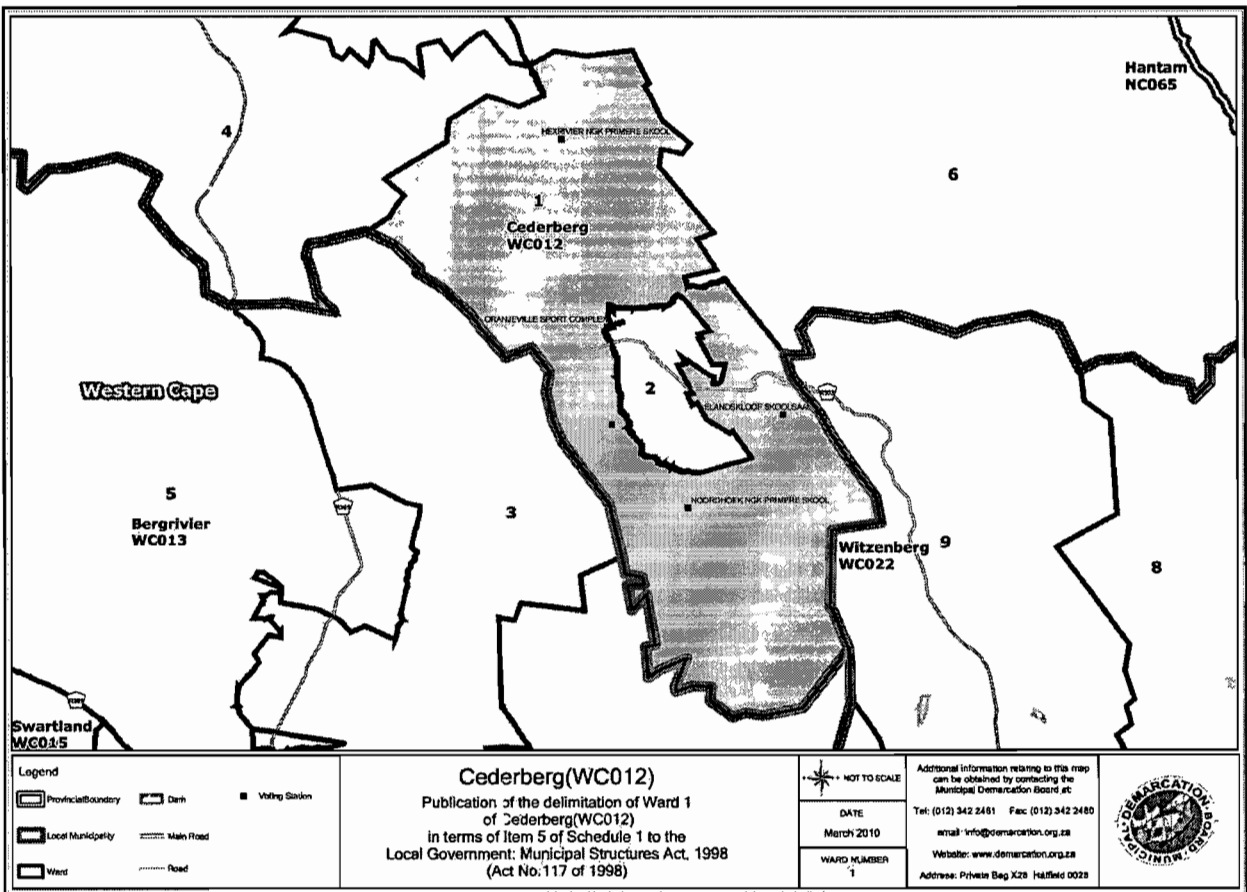 Hantam
NC065
4
HEXRIVIER NGK PRIMERE SKOOL
6
1
Cederberg
WC012
ORANJEVILLE SPORT COMPLEX
Western Cape
2
ELANDSKLOOF SKOOLSAAL
5
Bergrivier
WC013
3
NOORDHOEK NGK PRIMERE SKOOL
Witzenberg
WC022
9
8
Swartland
WC015
Legend
ProvincialBoundary
Dam
Voting Station
Local Municipality
Main Road
Ward
Road
Cederberg(WC012)
Publication of the delimitation of Ward 1
of Cederberg(WC012)
in terms of Item 5 of Schedule 1 to the
Local Government: Municipal Structures Act, 1998
(Act No.117 of 1998)
NOT TO SCALE
DATE
March 2010
WARD NUMBER
1
Additional information relating to this map
can be obtained by contacting the
Municipal Demarcation Board at:
Tel: (012) 342 2481 Fax: (012) 342 2480
email: info@demarcation.org.za
Website: www.demarcation.org.za
Address: Private Bag X28 Hatfield 0028
MUNICIPAL DEMARCATION BOARD